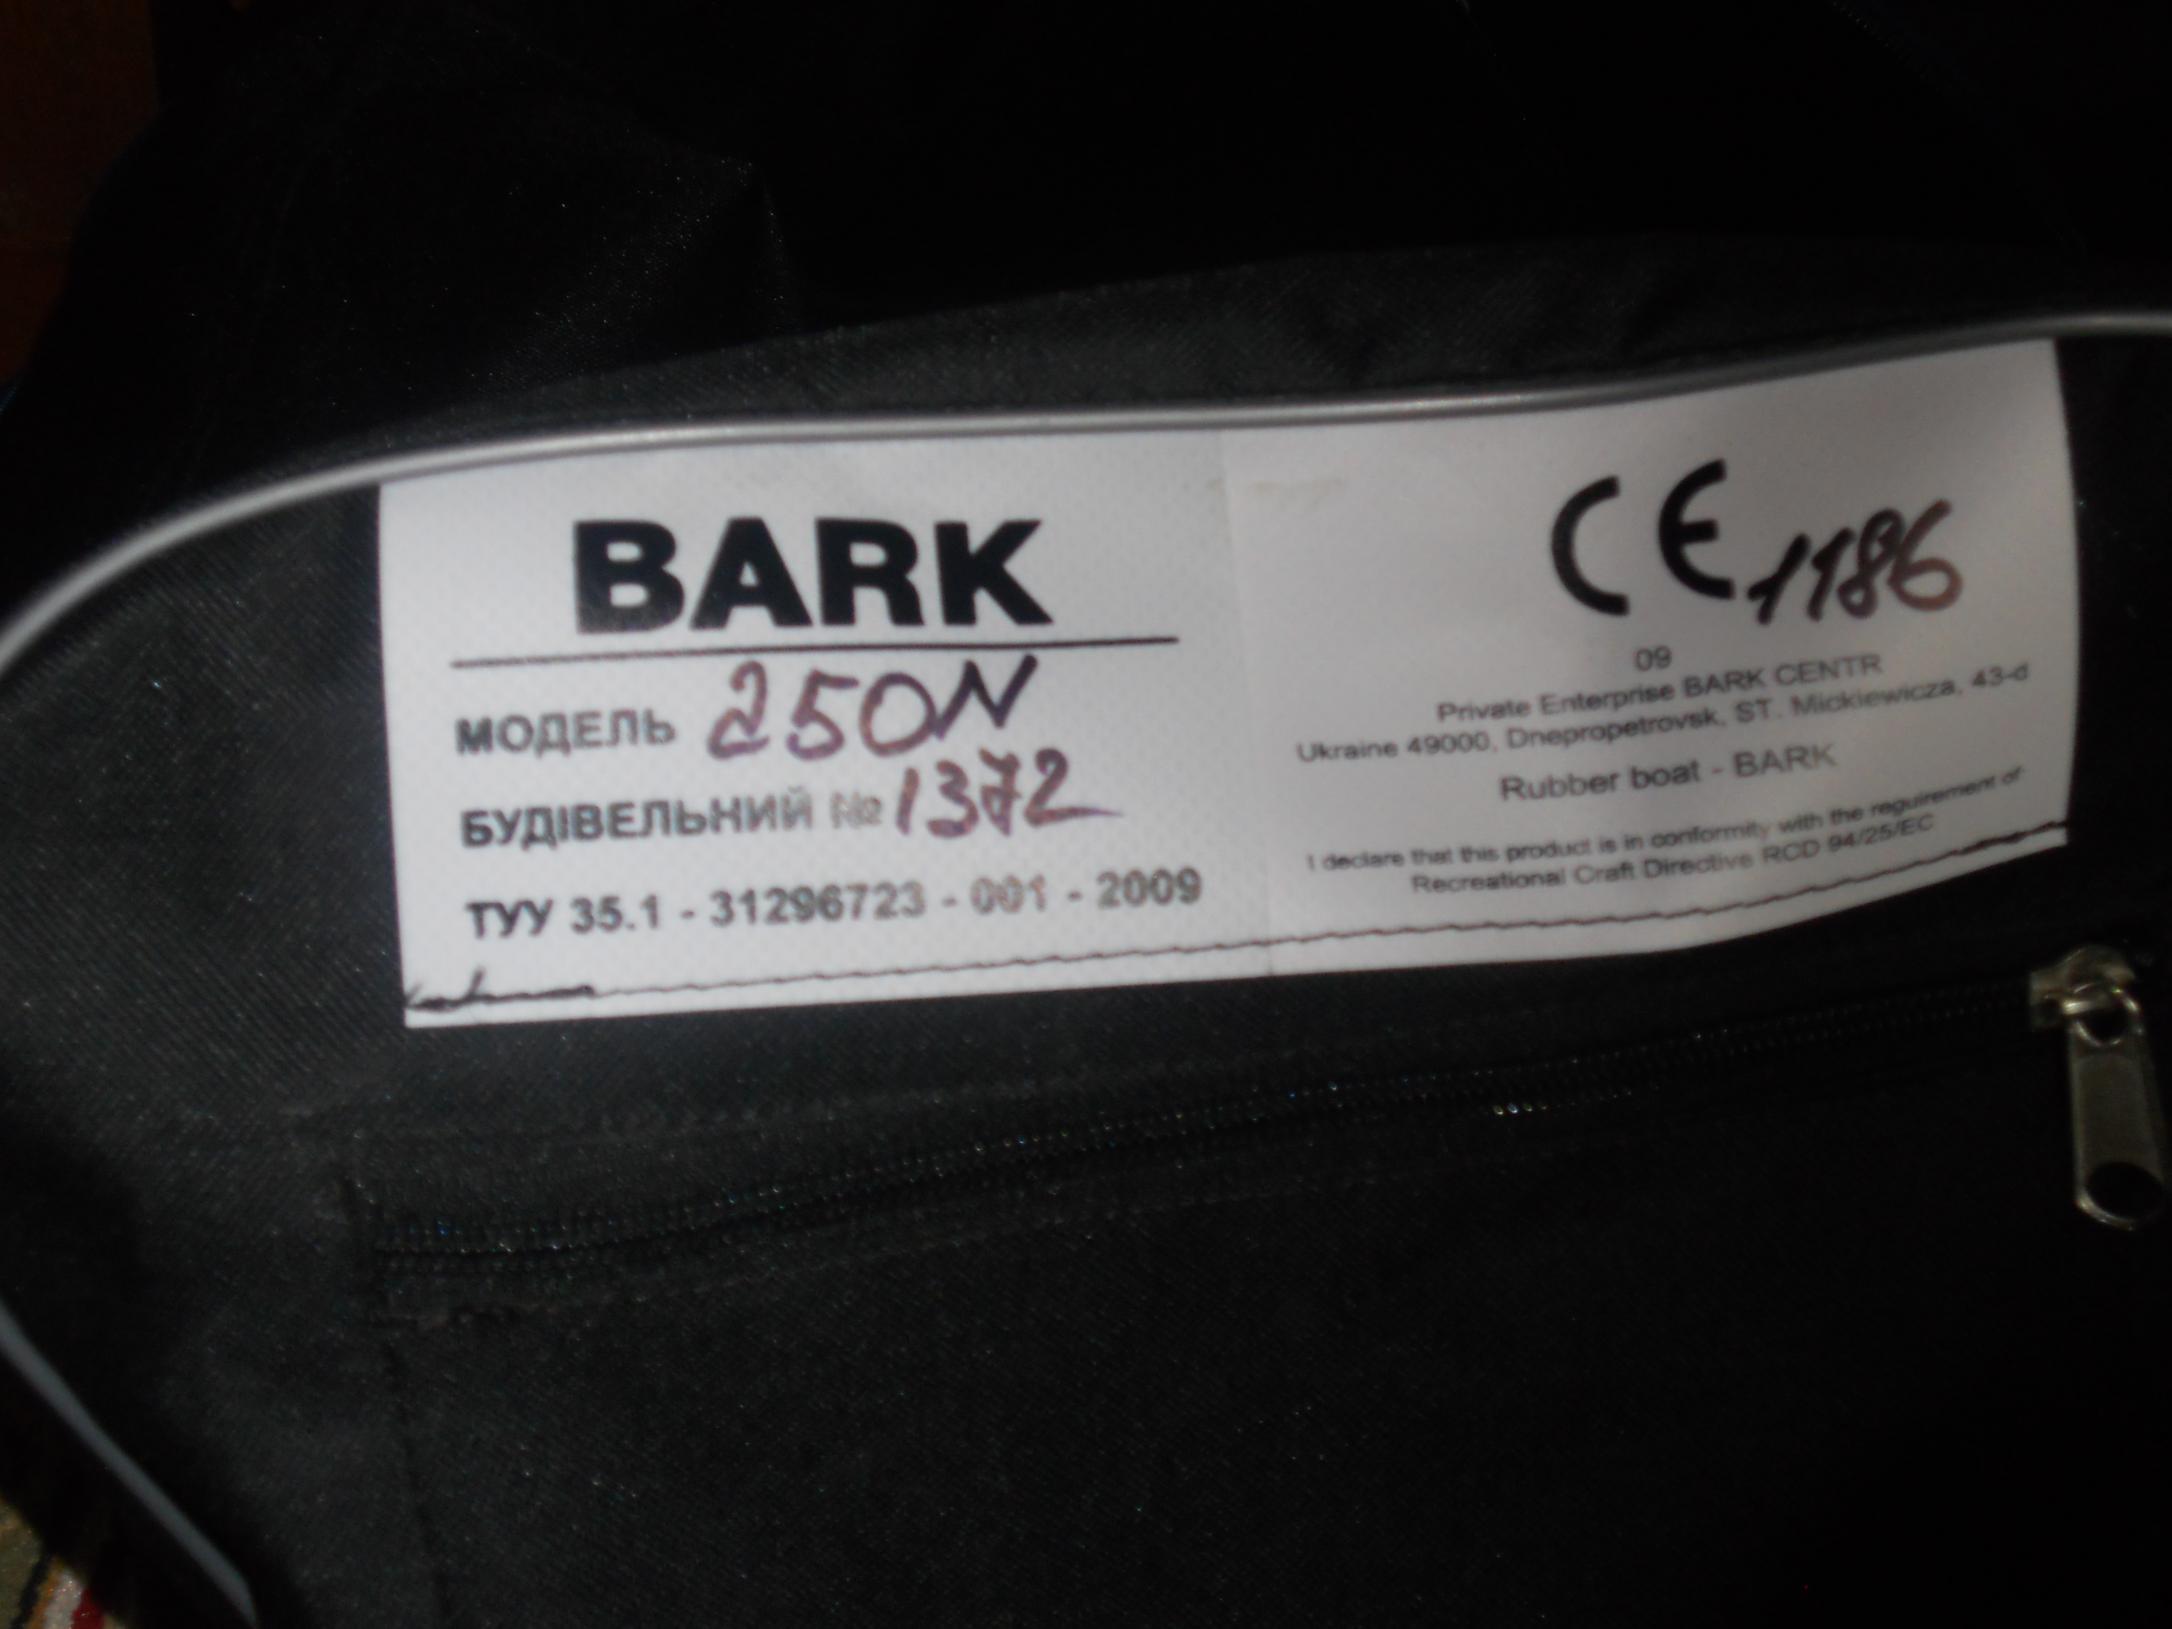 BARK
МОДЕЛЬ 250N
БУДІВЕЛЬНИЙ № 1372
ТУУ 35.1 - 31296723 - 001 - 2009
CE 1186
09
Private Enterprise BARK CENTR
Ukraine 49000, Dnepropetrovsk, ST. Mickiewicza, 43-d
Rubber boat - BARK
I declare that this product is in conformity with the reguirement of
Recreational Craft Directive RCD 94/25/EC